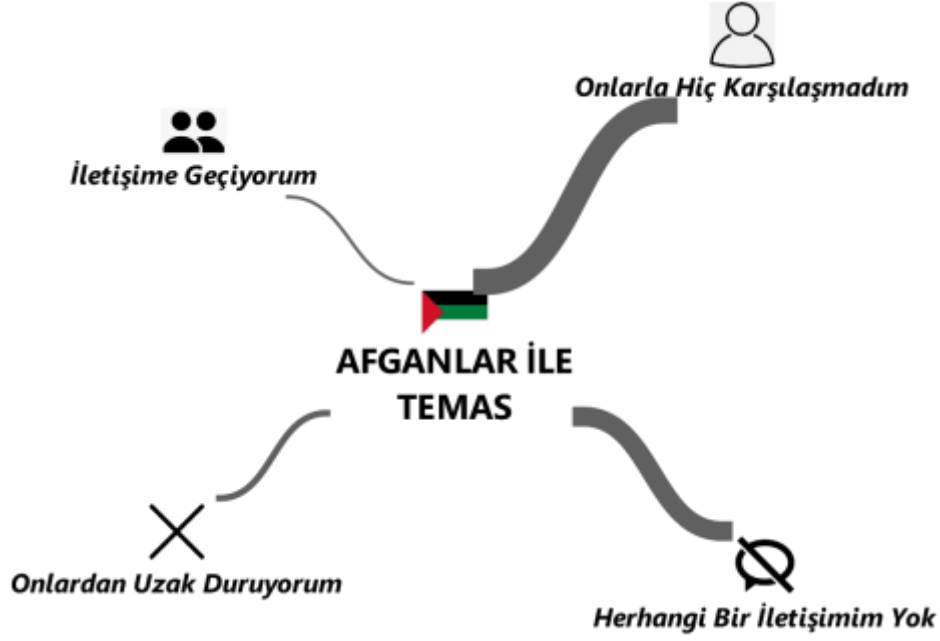 Onlarla Hiç Karşılaşmadım
İletişime Geçiyorum
AFGANLAR İLE
TEMAS
Onlardan Uzak Duruyorum
Herhangi Bir İletişimim Yok